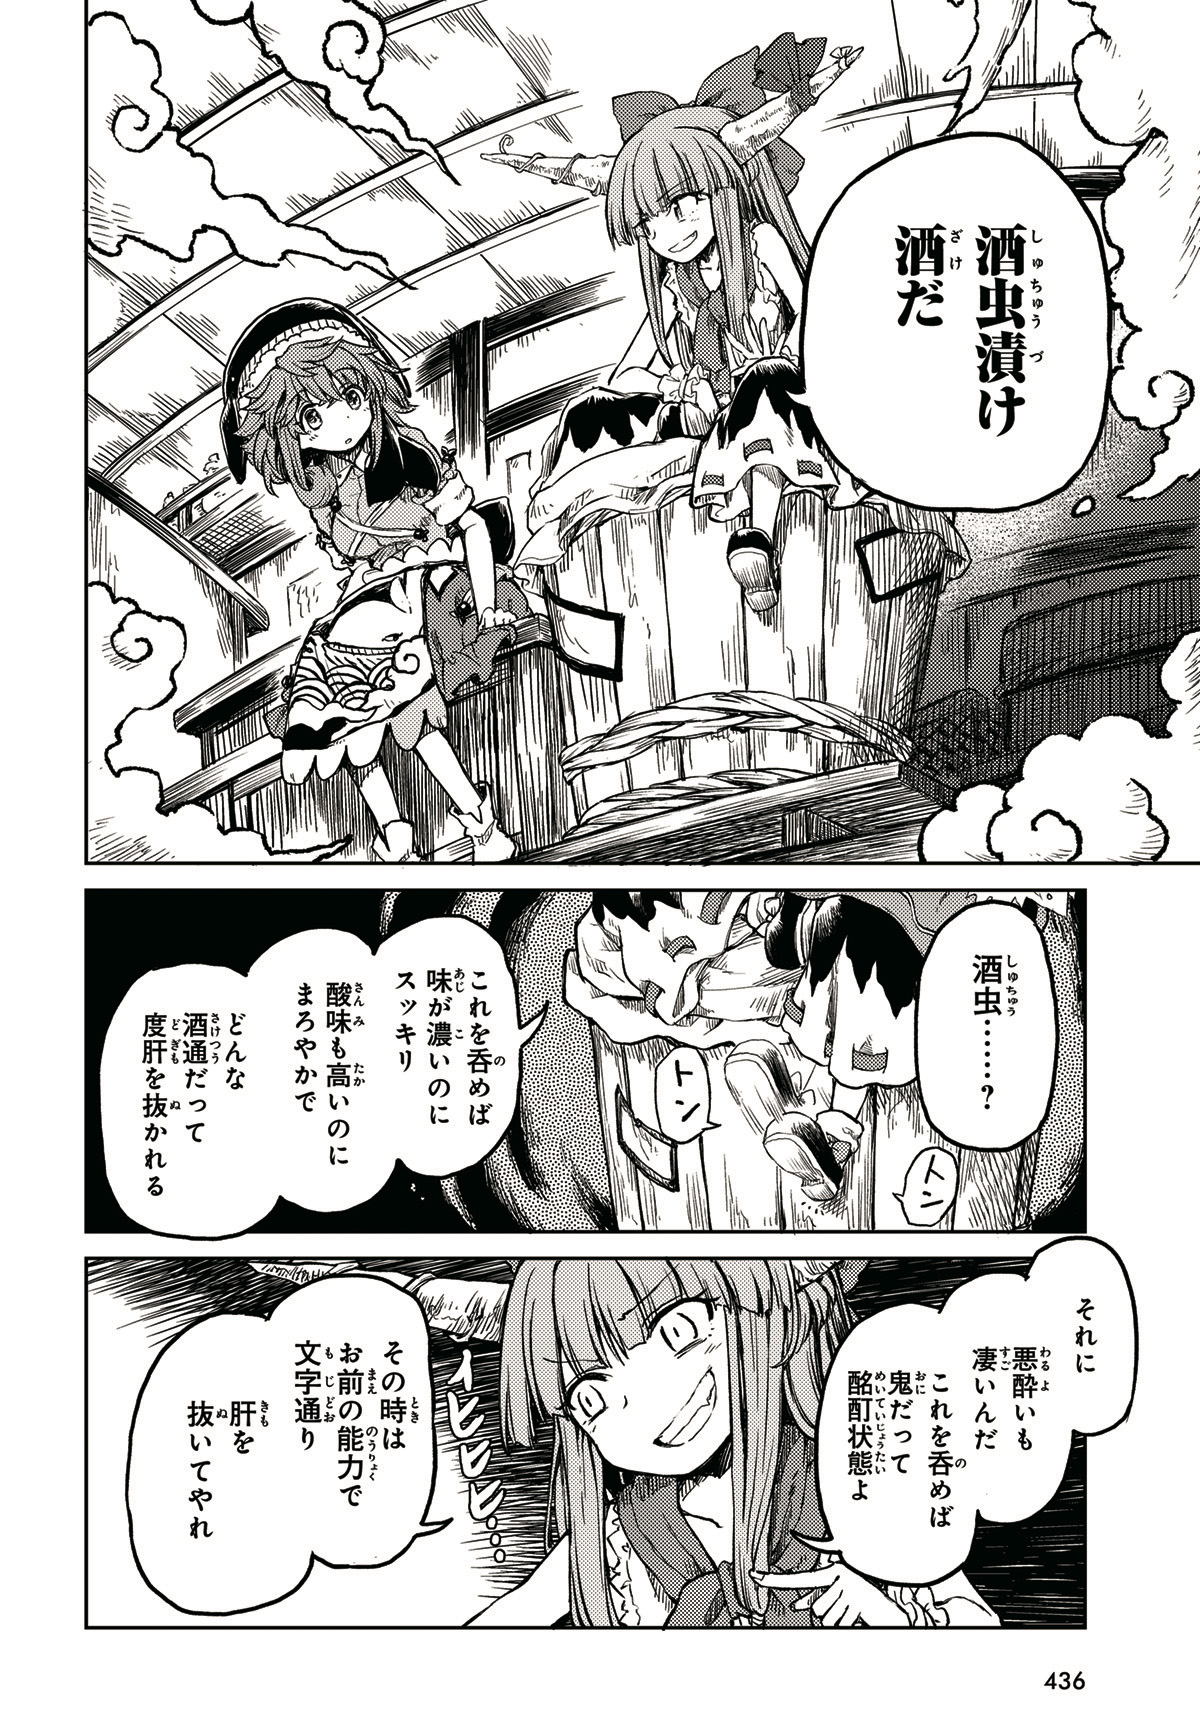 酒虫漬け
酒だ
酒虫……?
トン
トン
これを呑めば
味が濃いのに
スッキリ
酸味も高いのに
まろやかで
どんな
酒通だって
度肝を抜かれる
それに
悪酔いも
凄いんだ
これを呑めば
鬼だって
酩酊状態よ
イヒヒヒ…
その時は
お前の能力で
文字通り
肝を
抜いてやれ
436